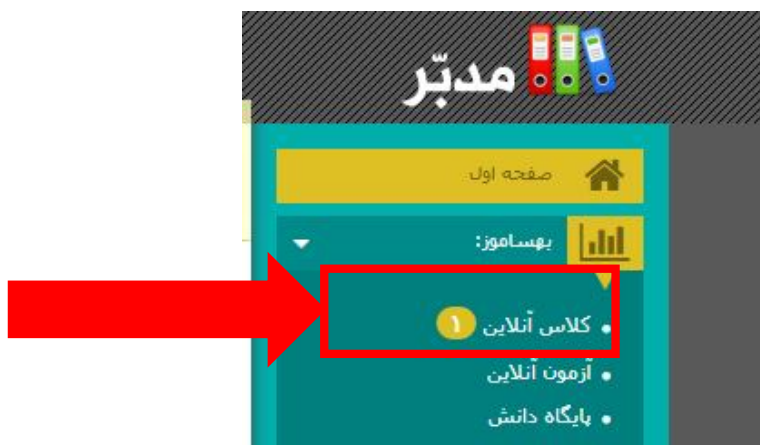 مدبّر
صفحه اول
بهساموز:
کلاس آنلاین ۱
آزمون آنلاین
پایگاه دانش